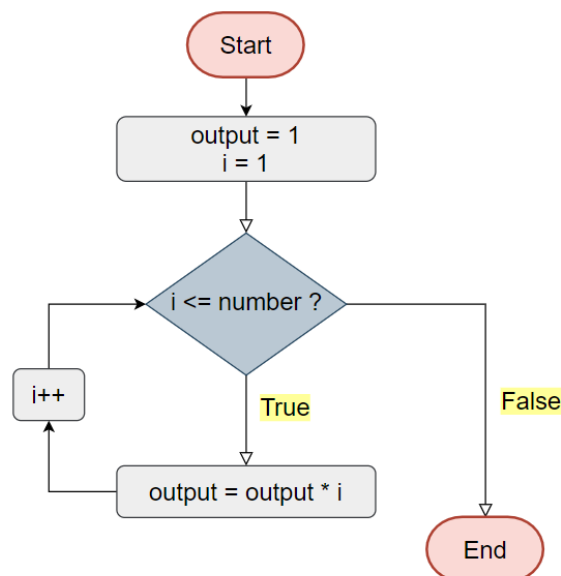 Start
output = 1
i = 1
i <= number ?
i++
True
False
output = output * i
End